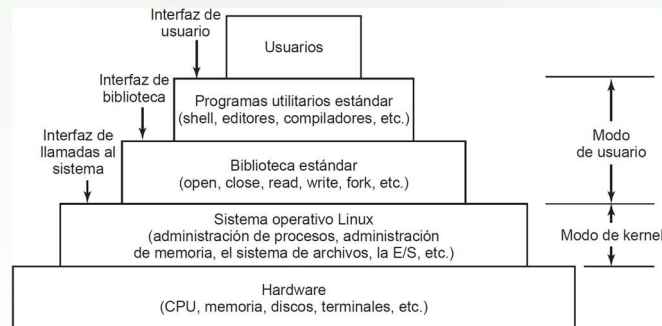 Interfaz
de usuario
Usuarios
Interfaz de
biblioteca
Programas utilitarios estándar
(shell, editores, compiladores, etc.)
Interfaz de
llamadas al
sistema
Biblioteca estándar
(open, close, read, write, fork, etc.)
Modo
de usuario
Sistema operativo Linux
(administración de procesos, administración
de memoria, el sistema de archivos, la E/S, etc.)
Modo de kernel
Hardware
(CPU, memoria, discos, terminales, etc.)